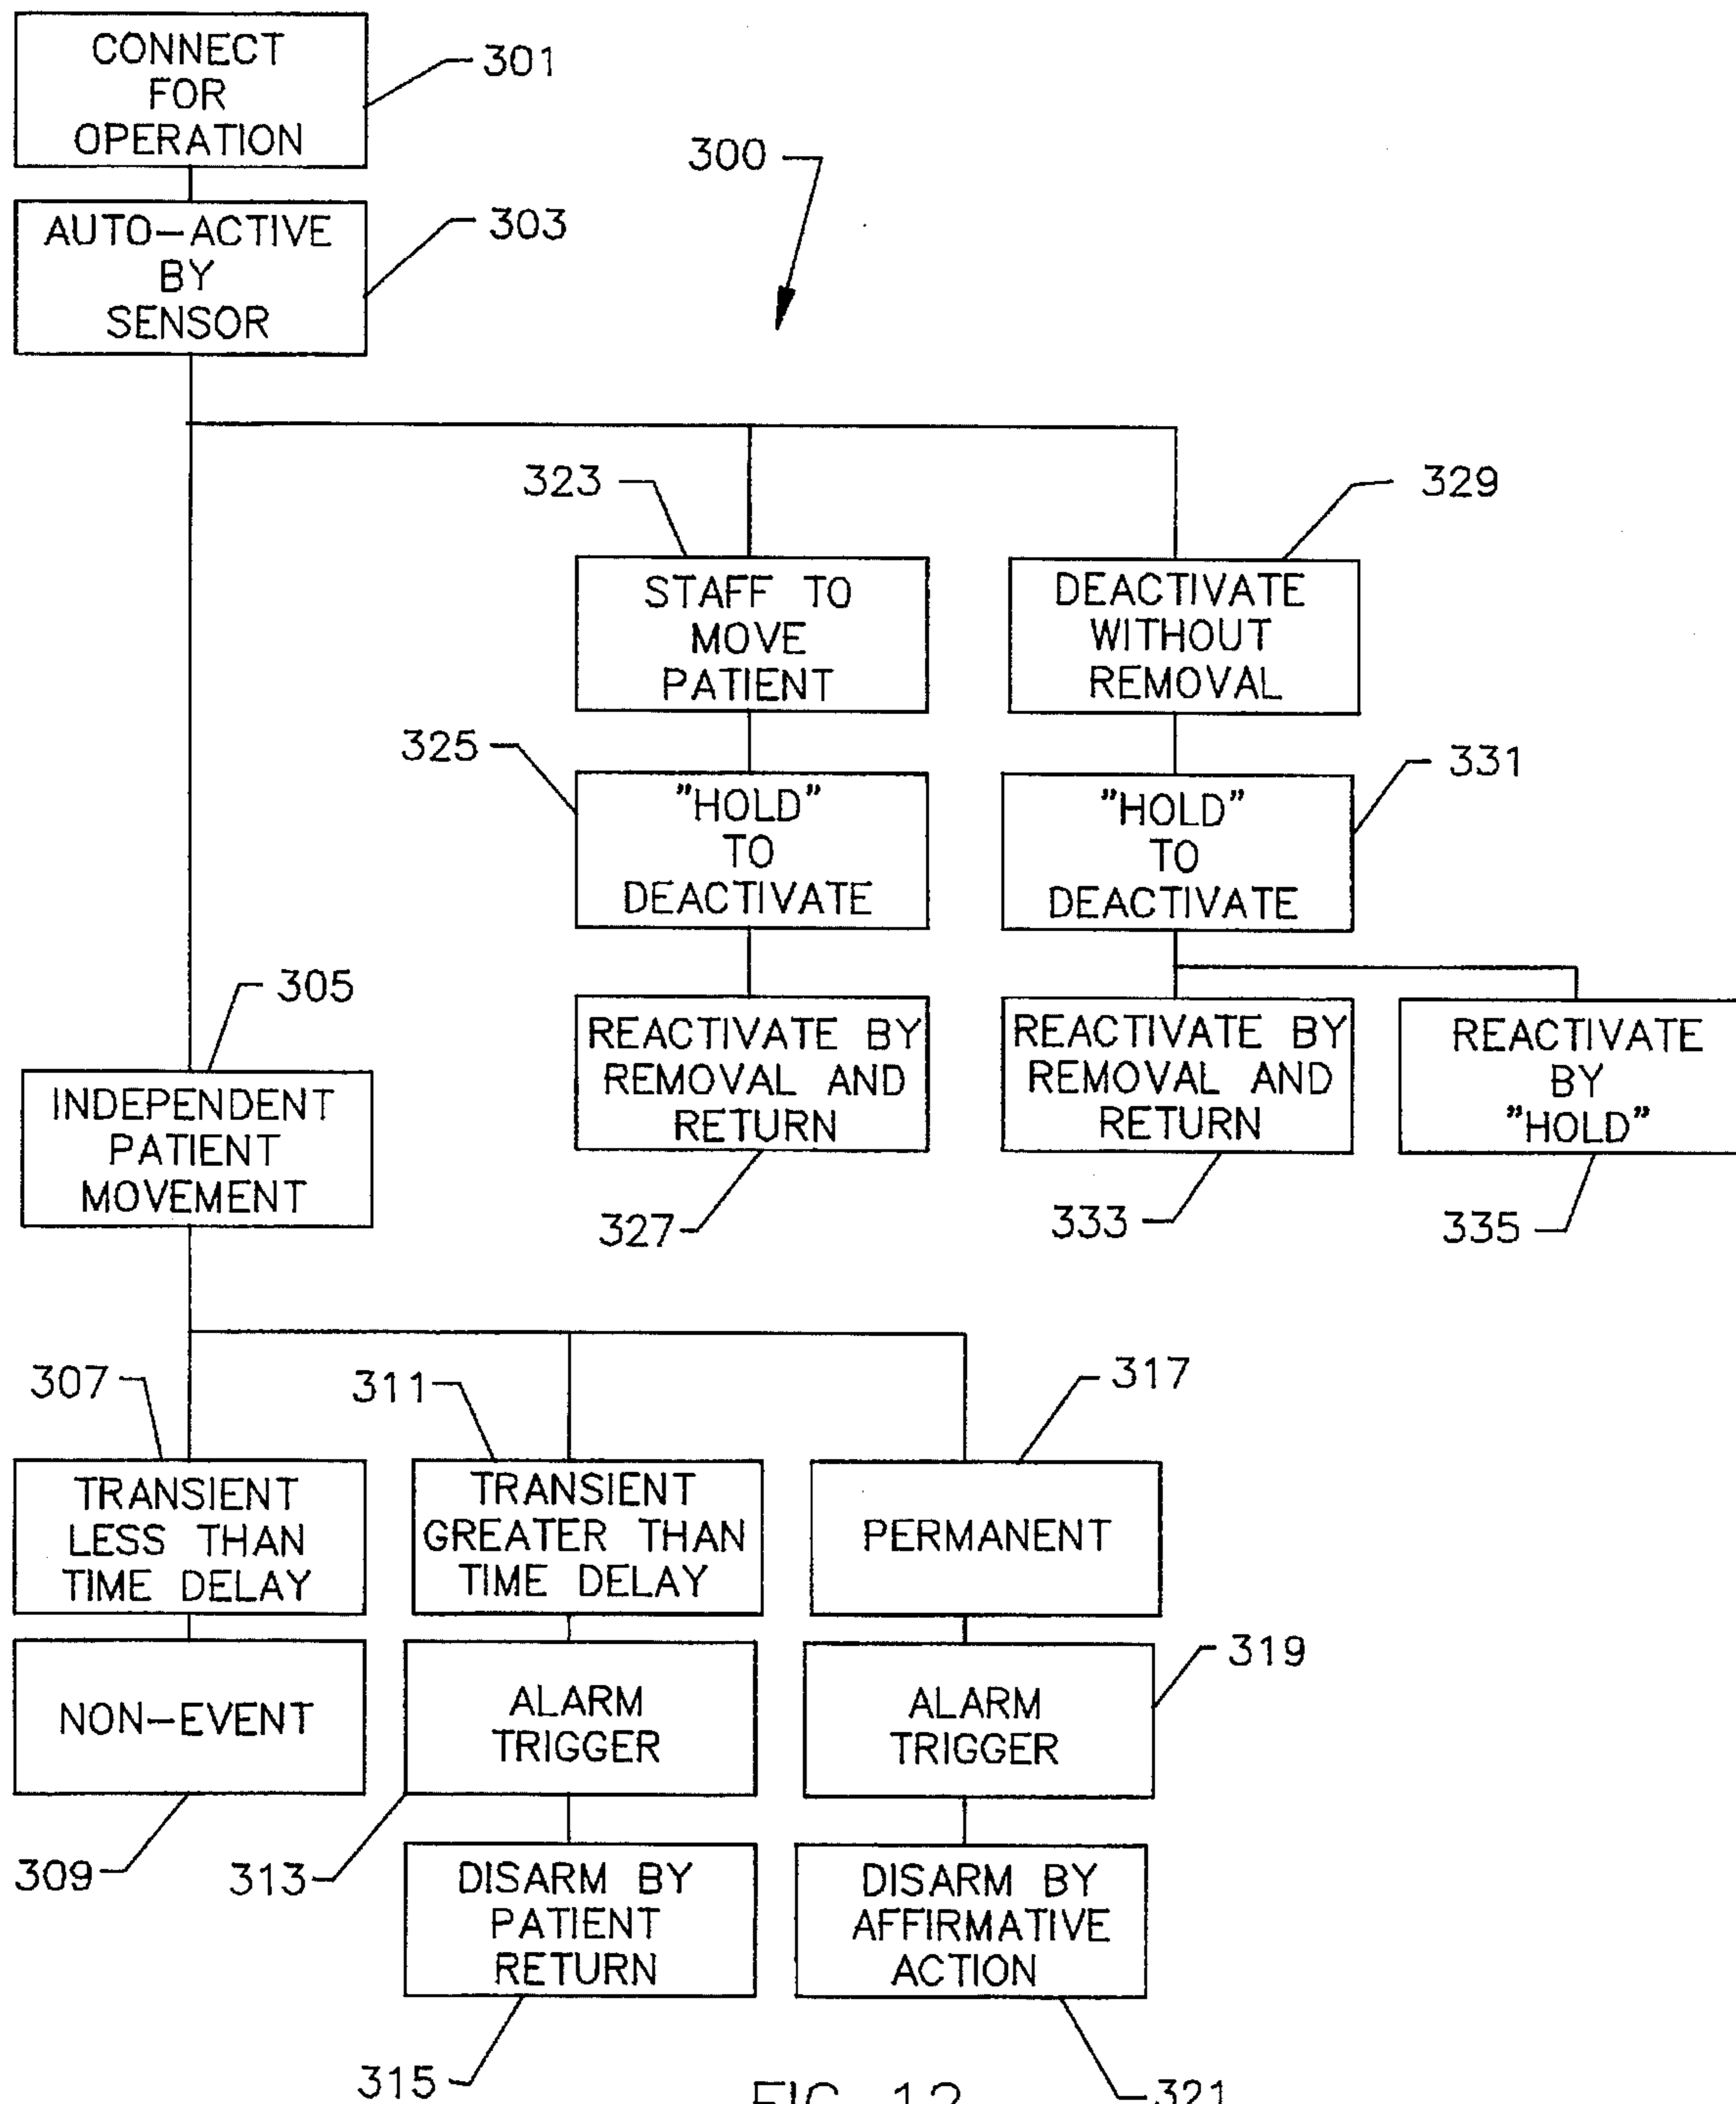 CONNECT
FOR
OPERATION
301
300
AUTO-ACTIVE
BY
SENSOR
303
323
329
STAFF TO
MOVE
PATIENT
DEACTIVATE
WITHOUT
REMOVAL
325
331
"HOLD"
TO
DEACTIVATE
"HOLD"
TO
DEACTIVATE
305
REACTIVATE BY
REMOVAL AND
RETURN
REACTIVATE BY
REMOVAL AND
RETURN
REACTIVATE
BY
"HOLD"
INDEPENDENT
PATIENT
MOVEMENT
327
333
335
307
311
317
TRANSIENT
LESS THAN
TIME DELAY
TRANSIENT
GREATER THAN
TIME DELAY
PERMANENT
319
NON-EVENT
ALARM
TRIGGER
ALARM
TRIGGER
309
313
DISARM BY
PATIENT
RETURN
DISARM BY
AFFIRMATIVE
ACTION
315
FIG. 12
321